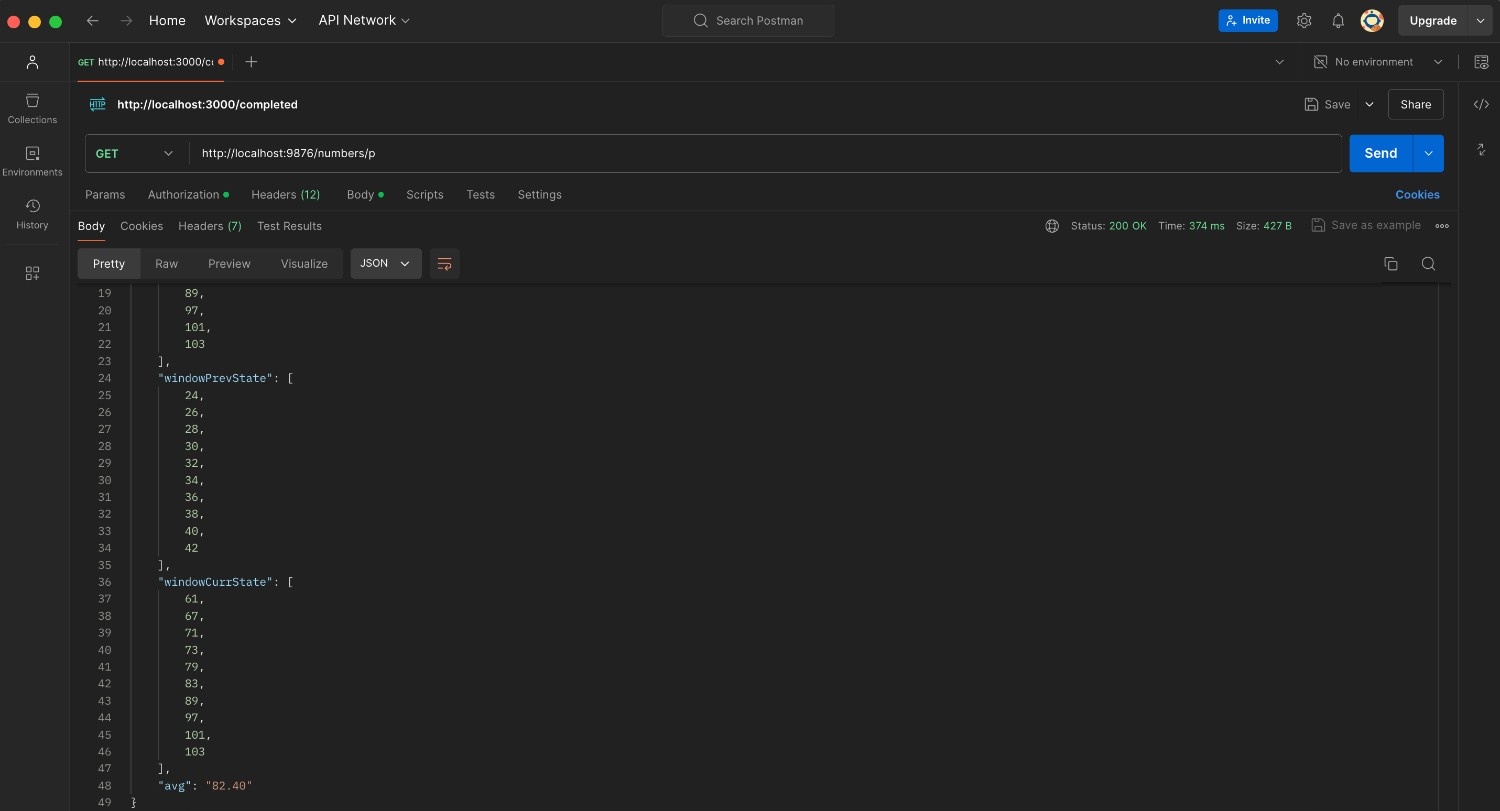 Home Workspaces API Network Search Postman Invite Upgrade
GET http://localhost:3000/c No environment
HTTP http://localhost:3000/completed Save Share
GET http://localhost:9876/numbers/p Send
Params Authorization Headers (12) Body Scripts Tests Settings Cookies
Body Cookies Headers (7) Test Results Status: 200 OK Time: 374 ms Size: 427 B Save as example
Pretty Raw Preview Visualize JSON
Collections
Environments
History
19 89,
20 97,
21 101,
22 103
23 ],
24 "windowPrevState": [
25 24,
26 26,
27 28,
28 30,
29 32,
30 34,
31 36,
32 38,
33 40,
34 42
35 ],
36 "windowCurrState": [
37 61,
38 67,
39 71,
40 73,
41 79,
42 83,
43 89,
44 97,
45 101,
46 103
47 ],
48 "avg": "82.40"
49 }